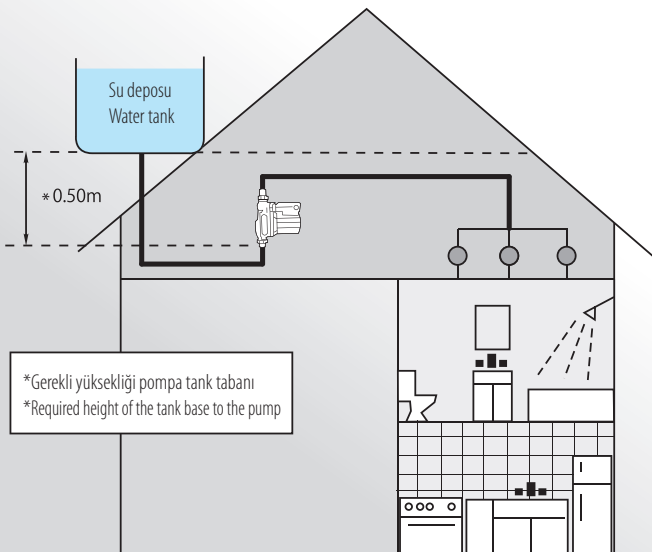 Su deposu
Water tank
* 0.50m
*Gerekli yüksekliği pompa tank tabanı
*Required height of the tank base to the pump